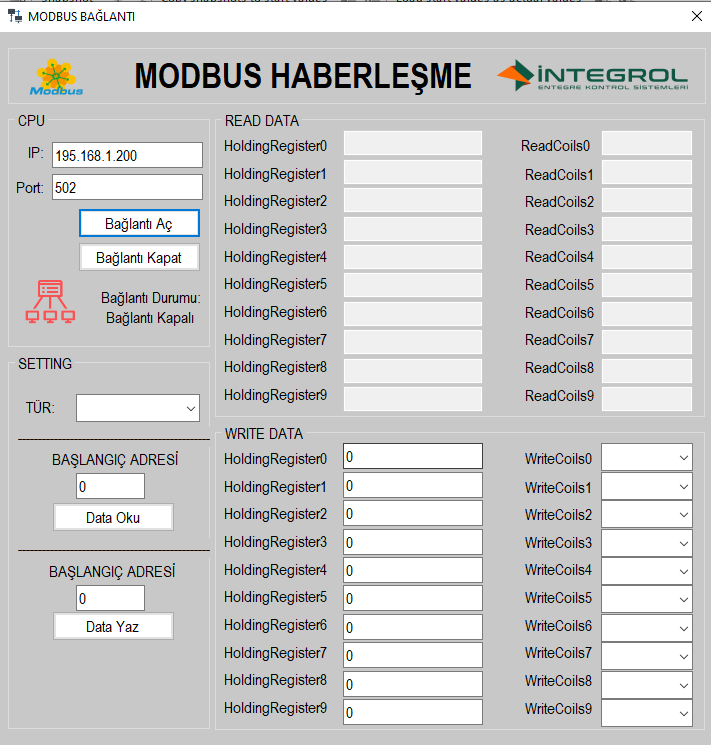 MODBUS BAĞLANTI
Modbus
MODBUS HABERLEŞME
İNTEGROL
ENTEGRE KONTROL SİSTEMLERİ
CPU
IP: 195.168.1.200
Port: 502
Bağlantı Aç
Bağlantı Kapat
Bağlantı Durumu:
Bağlantı Kapalı
SETTING
TÜR:
BAŞLANGIÇ ADRESİ
0
Data Oku
BAŞLANGIÇ ADRESİ
0
Data Yaz
READ DATA
HoldingRegister0 ReadCoils0
HoldingRegister1 ReadCoils1
HoldingRegister2 ReadCoils2
HoldingRegister3 ReadCoils3
HoldingRegister4 ReadCoils4
HoldingRegister5 ReadCoils5
HoldingRegister6 ReadCoils6
HoldingRegister7 ReadCoils7
HoldingRegister8 ReadCoils8
HoldingRegister9 ReadCoils9
WRITE DATA
HoldingRegister0 0 WriteCoils0
HoldingRegister1 0 WriteCoils1
HoldingRegister2 0 WriteCoils2
HoldingRegister3 0 WriteCoils3
HoldingRegister4 0 WriteCoils4
HoldingRegister5 0 WriteCoils5
HoldingRegister6 0 WriteCoils6
HoldingRegister7 0 WriteCoils7
HoldingRegister8 0 WriteCoils8
HoldingRegister9 0 WriteCoils9